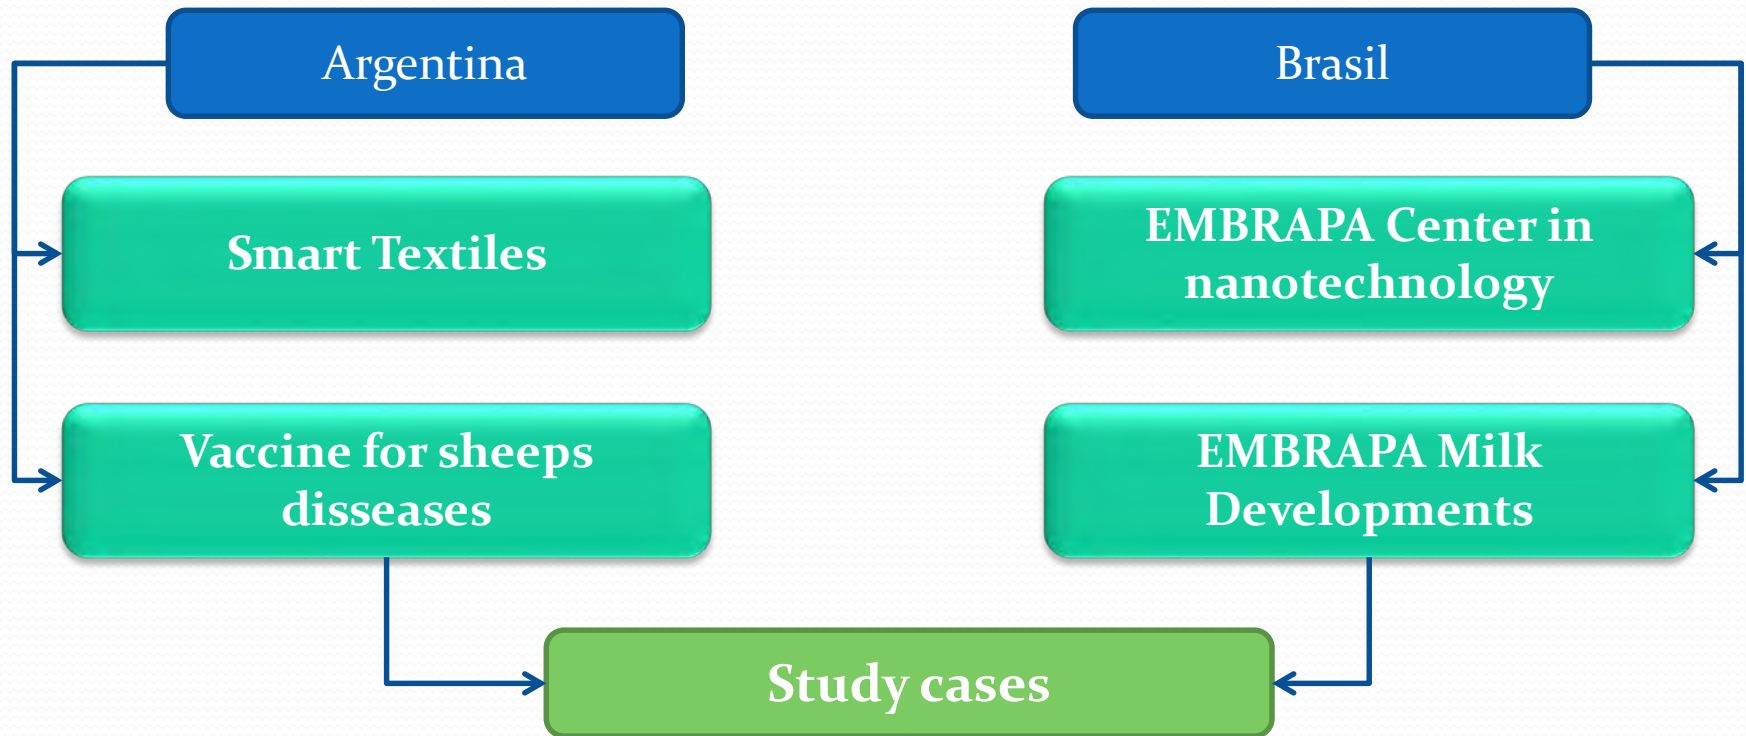 Argentina
Brasil
Smart Textiles
EMBRAPA Center in
nanotechnology
Vaccine for sheeps
disseases
EMBRAPA Milk
Developments
Study cases